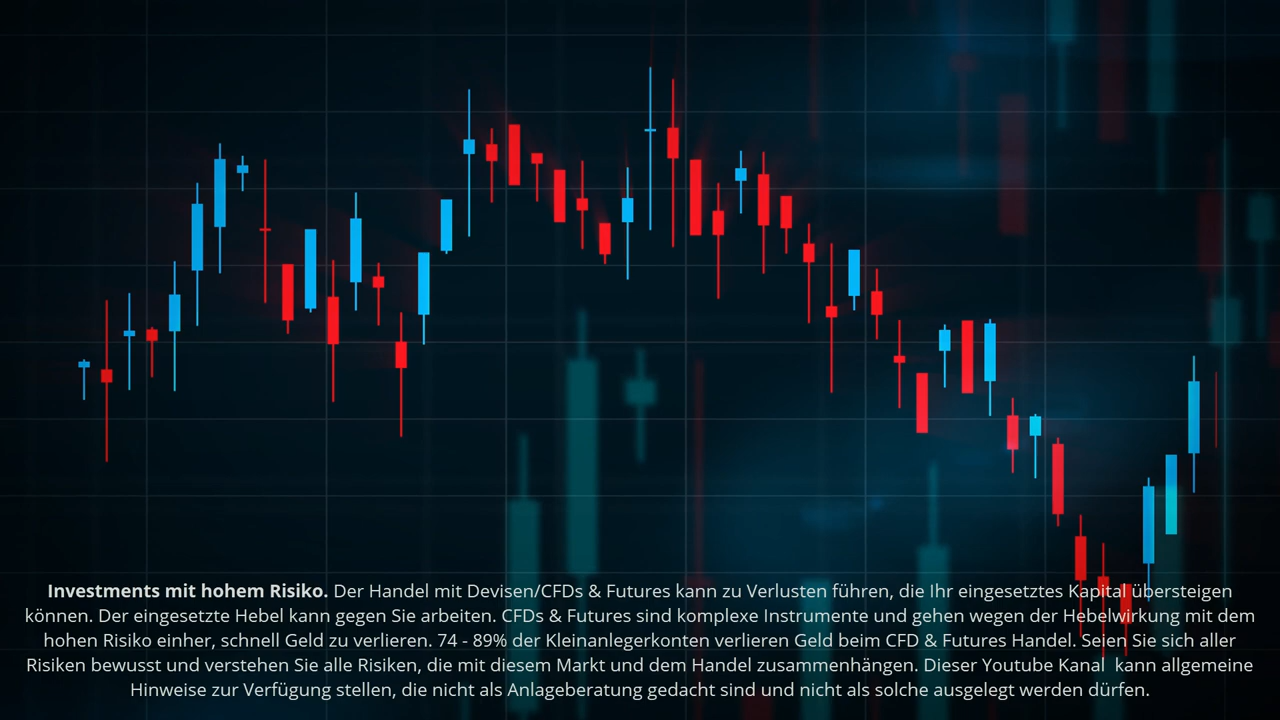 Investments mit hohem Risiko. Der Handel mit Devisen/CFDs & Futures kann zu Verlusten führen, die Ihr eingesetztes Kapital übersteigen
können. Der eingesetzte Hebel kann gegen Sie arbeiten. CFDs & Futures sind komplexe Instrumente und gehen wegen der Hebelwirkung mit dem
hohen Risiko einher, schnell Geld zu verlieren. 74 - 89% der Kleinanlegerkonten verlieren Geld beim CFD & Futures Handel. Seien Sie sich aller
Risiken bewusst und verstehen Sie alle Risiken, die mit diesem Markt und dem Handel zusammenhängen. Dieser Youtube Kanal kann allgemeine
Hinweise zur Verfügung stellen, die nicht als Anlageberatung gedacht sind und nicht als solche ausgelegt werden dürfen.